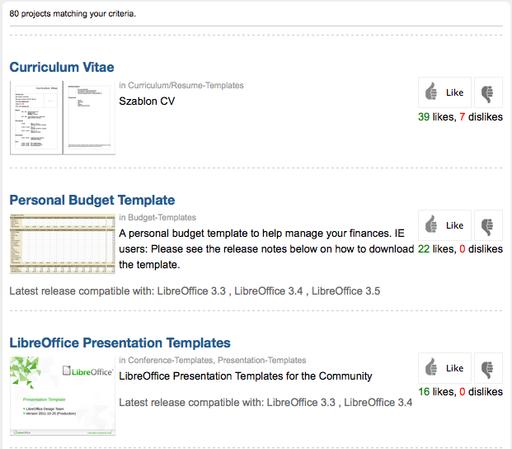 80 projects matching your criteria.
Curriculum Vitae
in Curriculum/Resume-Templates
Szablon CV
Like
39 likes, 7 dislikes
Personal Budget Template
in Budget-Templates
A personal budget template to help manage your finances. IE
users: Please see the release notes below on how to download
the template.
Like
22 likes, 0 dislikes
Latest release compatible with: LibreOffice 3.3 , LibreOffice 3.4 , LibreOffice 3.5
LibreOffice Presentation Templates
in Conference-Templates, Presentation-Templates
LibreOffice Presentation Templates for the Community
Latest release compatible with: LibreOffice 3.3 , LibreOffice 3.4
Like
16 likes, 0 dislikes
LibreOffice
Presentation Template
LibreOffice Design Team